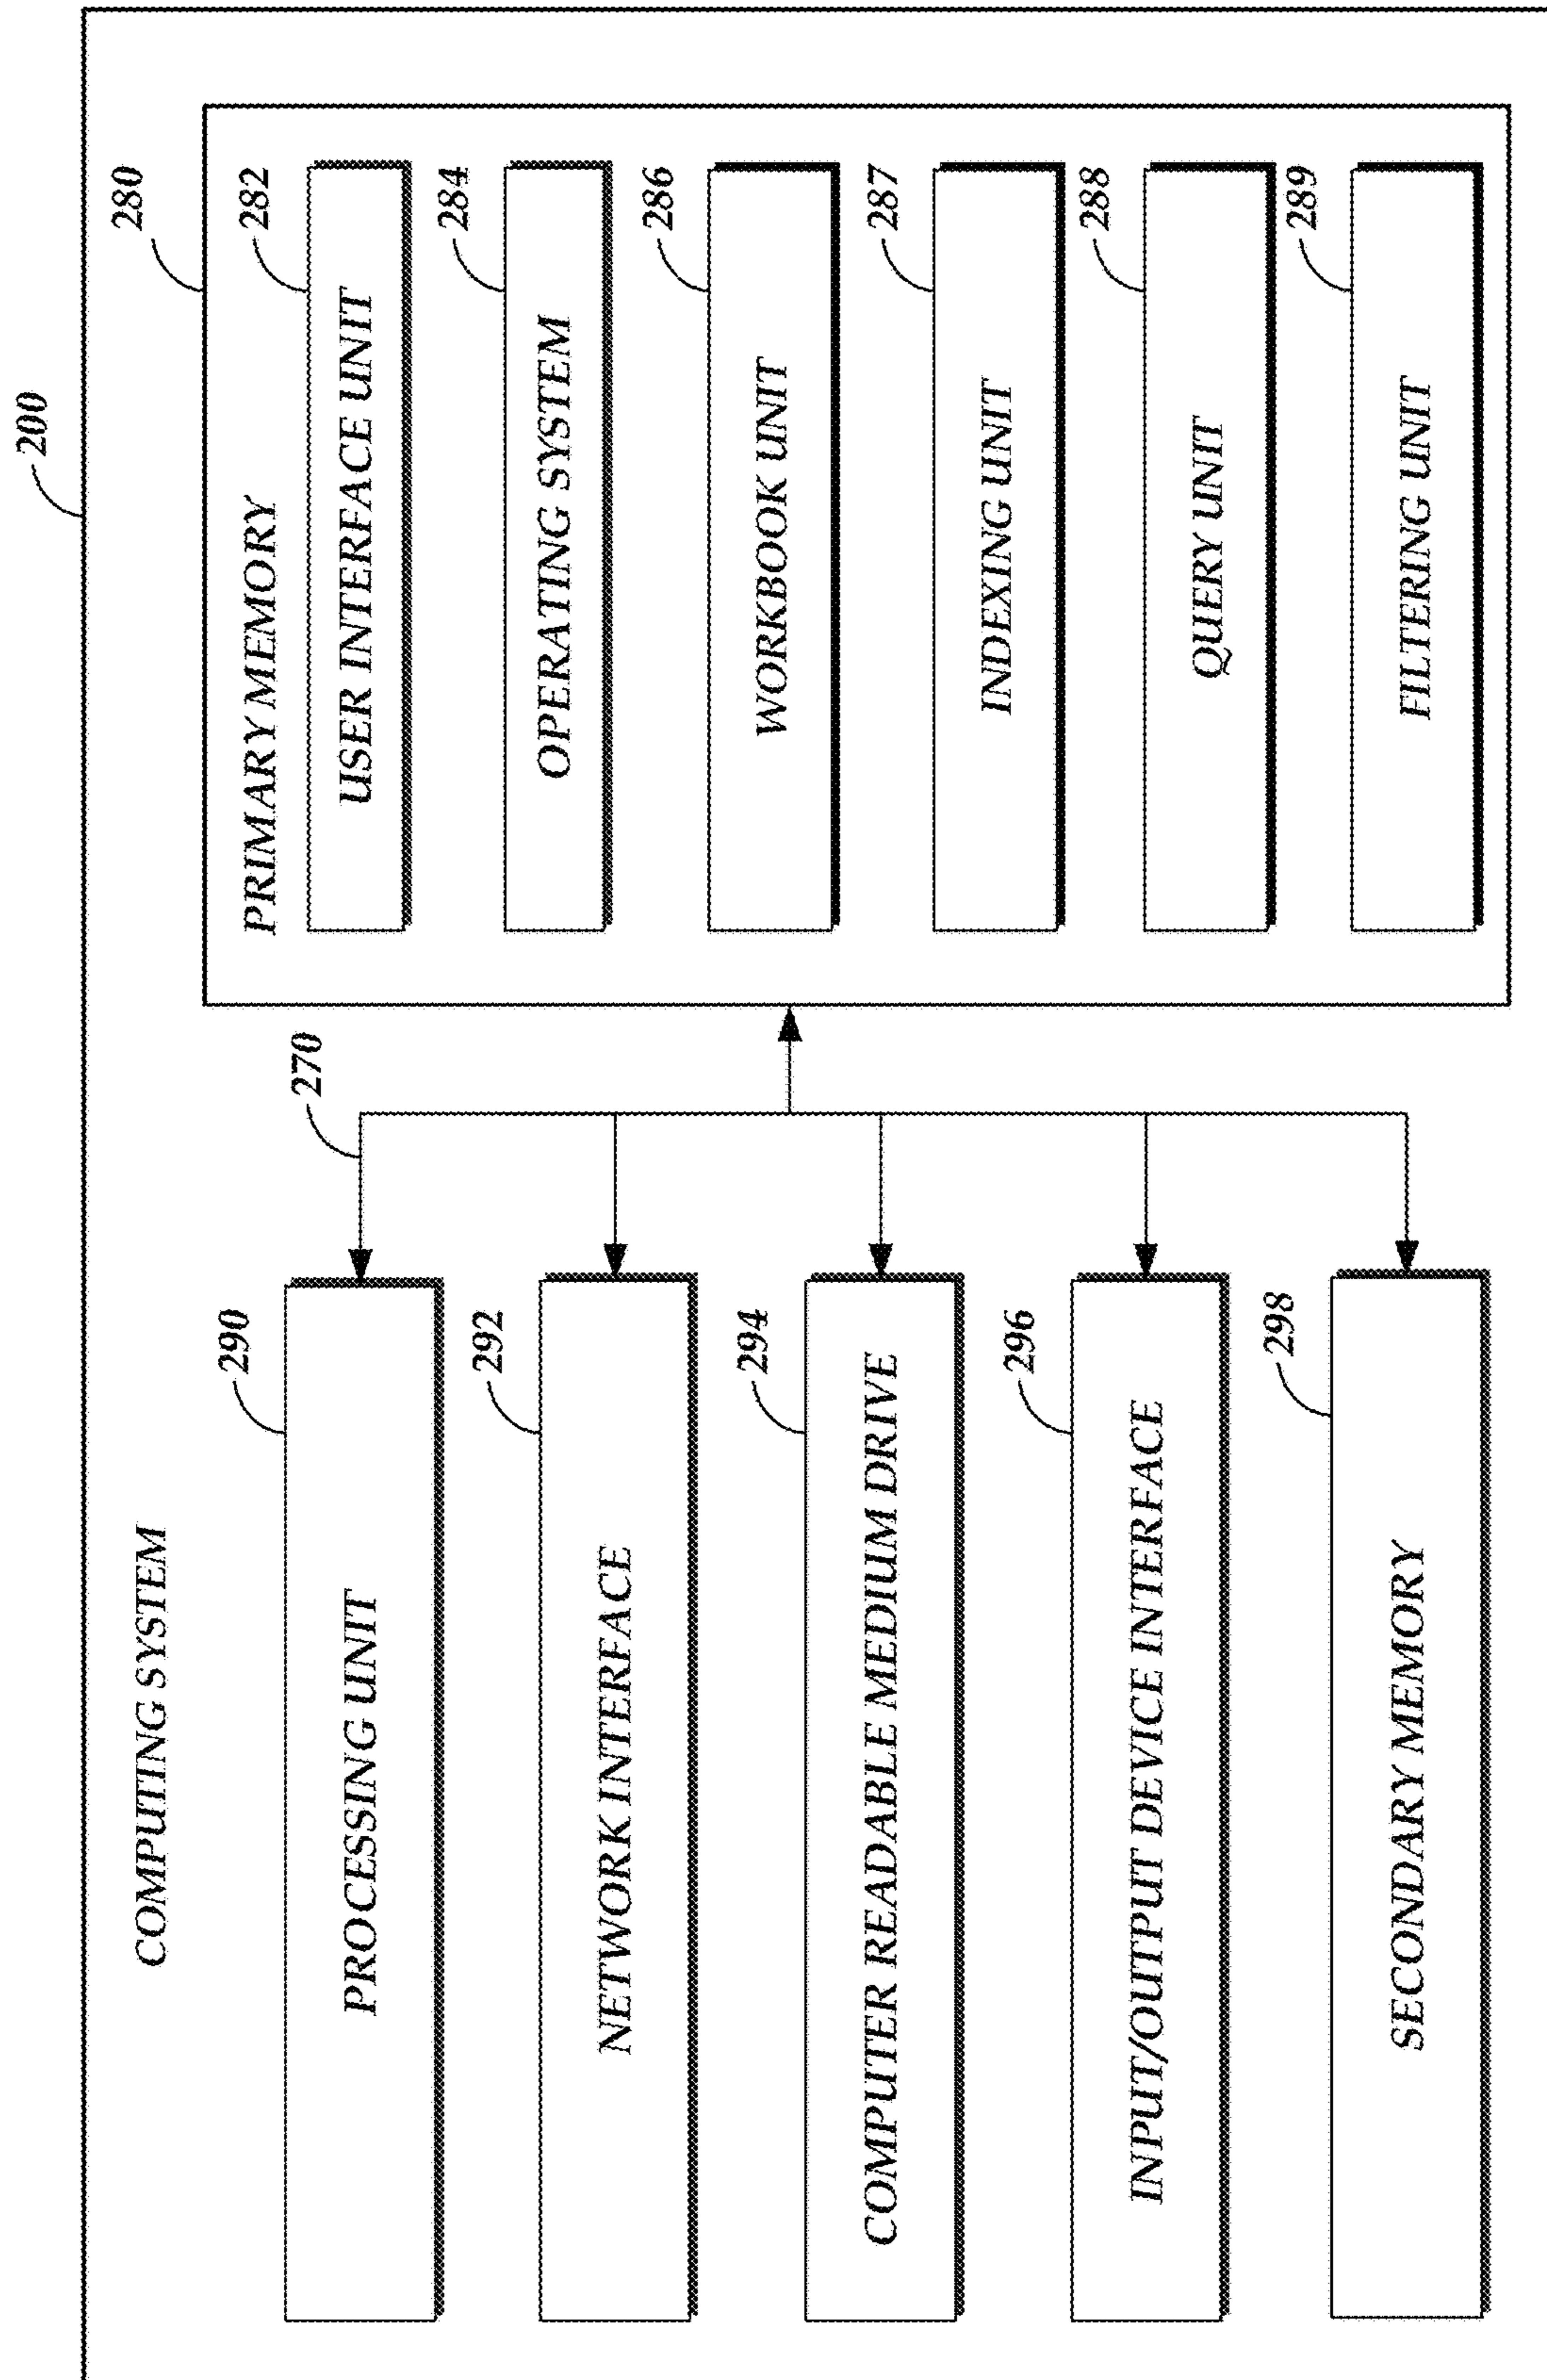 200
COMPUTING SYSTEM
290
PROCESSING UNIT
292
NETWORK INTERFACE
294
COMPUTER READABLE MEDIUM DRIVE
296
INPUT/OUTPUT DEVICE INTERFACE
298
SECONDARY MEMORY
270
280
PRIMARY MEMORY
282
USER INTERFACE UNIT
284
OPERATING SYSTEM
286
WORKBOOK UNIT
287
INDEXING UNIT
288
QUERY UNIT
289
FILTERING UNIT